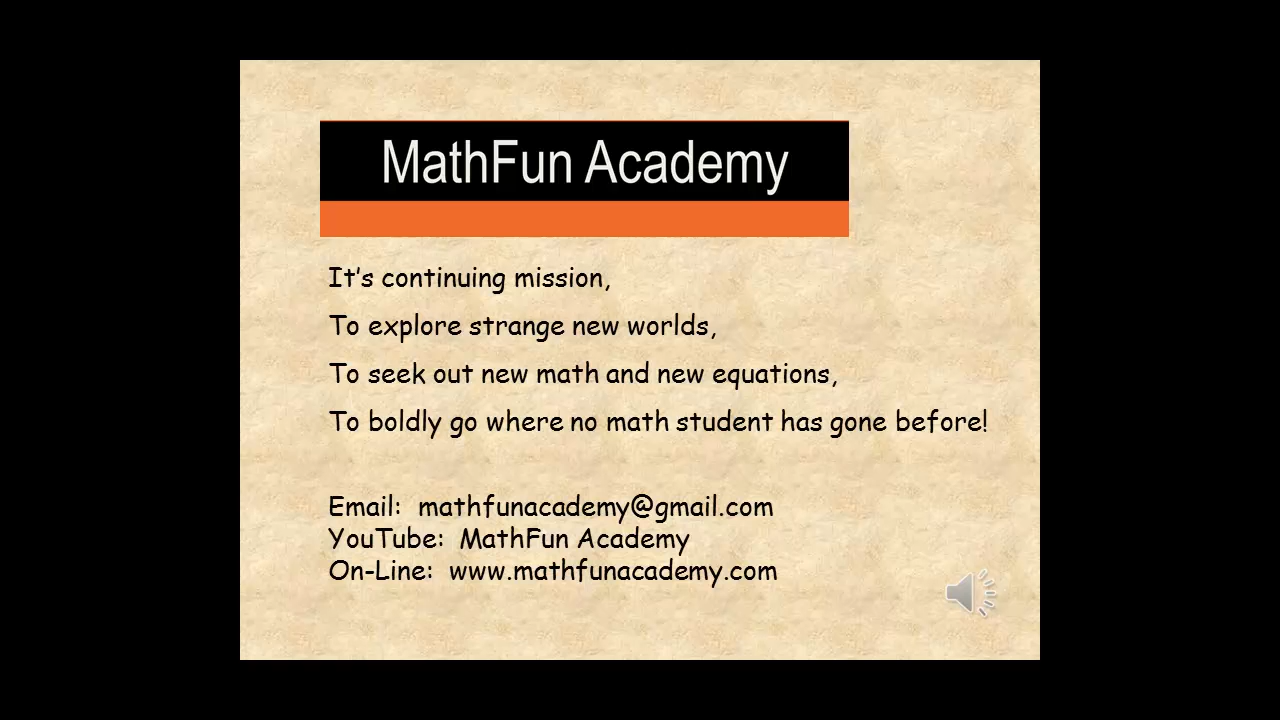 MathFun Academy
It's continuing mission,
To explore strange new worlds,
To seek out new math and new equations,
To boldly go where no math student has gone before!
Email: mathfunacademy@gmail.com
YouTube: MathFun Academy
On-Line: www.mathfunacademy.com